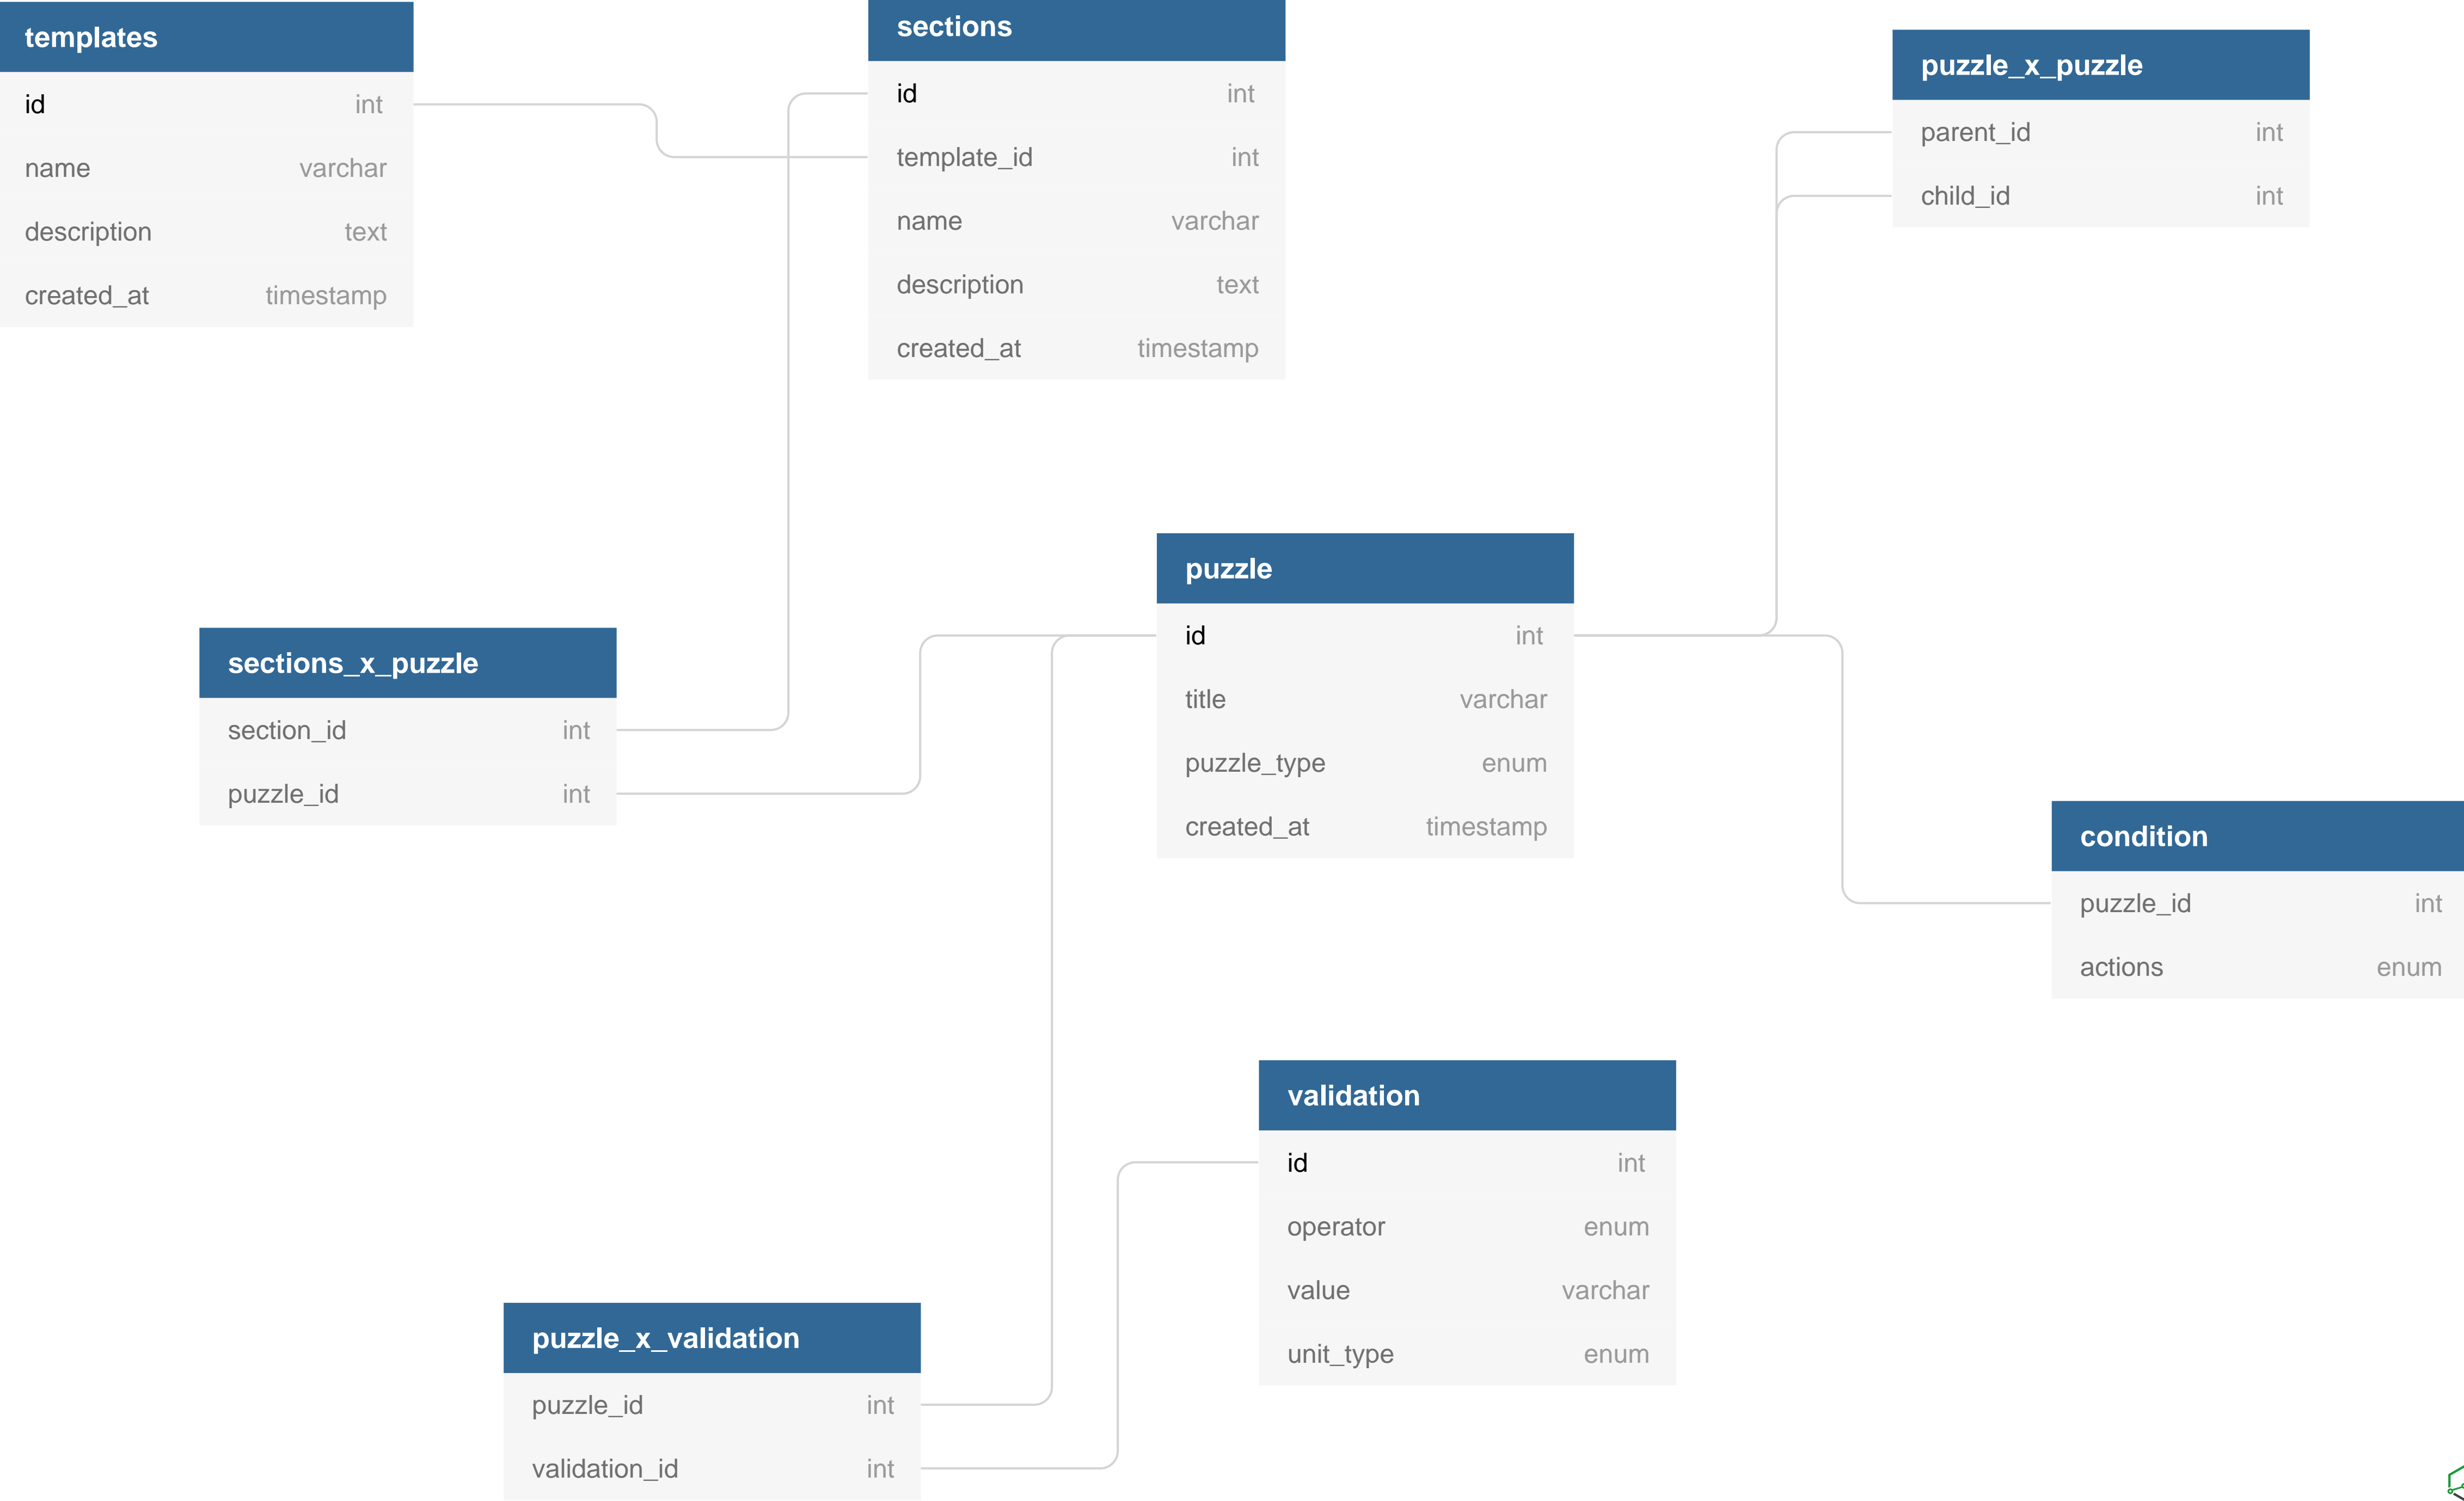 templates
id int
name varchar
description text
created_at timestamp
sections
id int
template_id int
name varchar
description text
created_at timestamp
puzzle_x_puzzle
parent_id int
child_id int
puzzle
id int
title varchar
puzzle_type enum
created_at timestamp
sections_x_puzzle
section_id int
puzzle_id int
condition
puzzle_id int
actions enum
validation
id int
operator enum
value varchar
unit_type enum
puzzle_x_validation
puzzle_id int
validation_id int